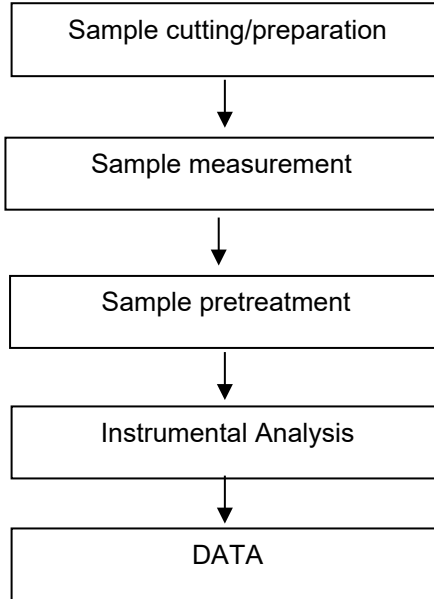 Sample cutting/preparation
Sample measurement
Sample pretreatment
Instrumental Analysis
DATA